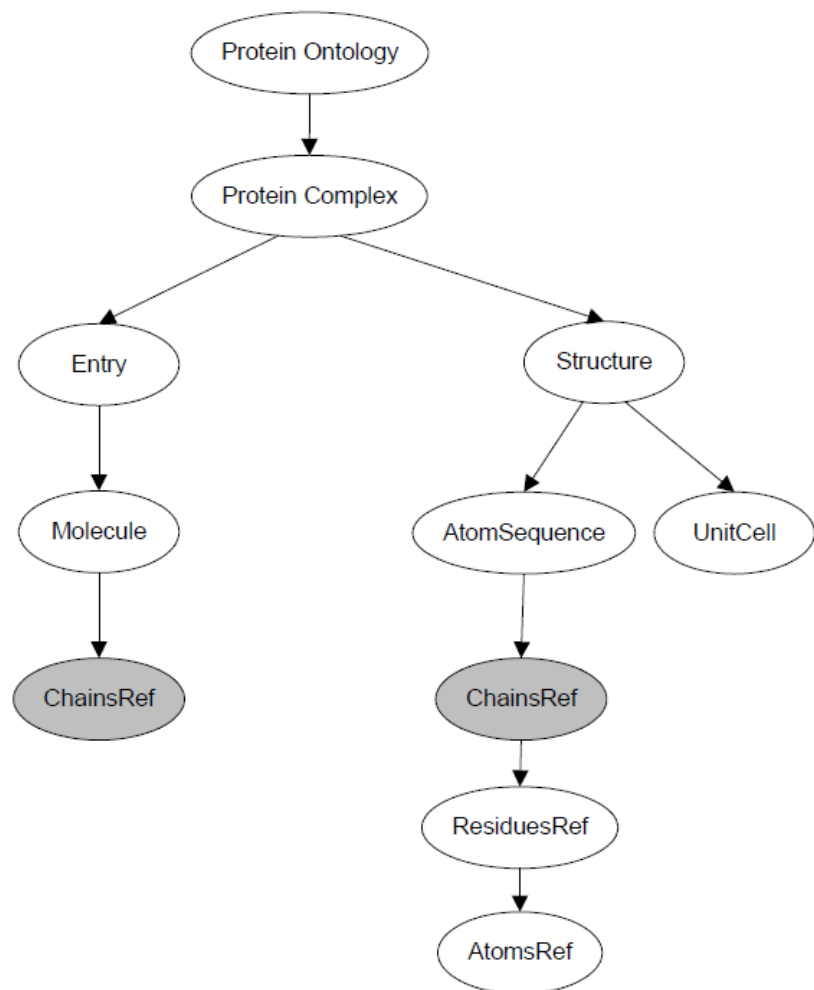 Protein Ontology
Protein Complex
Entry
Structure
Molecule
AtomSequence
UnitCell
ChainsRef
ChainsRef
ResiduesRef
AtomsRef